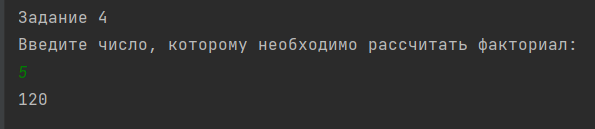 Задание 4
Введите число, которому необходимо рассчитать факториал:
5
120